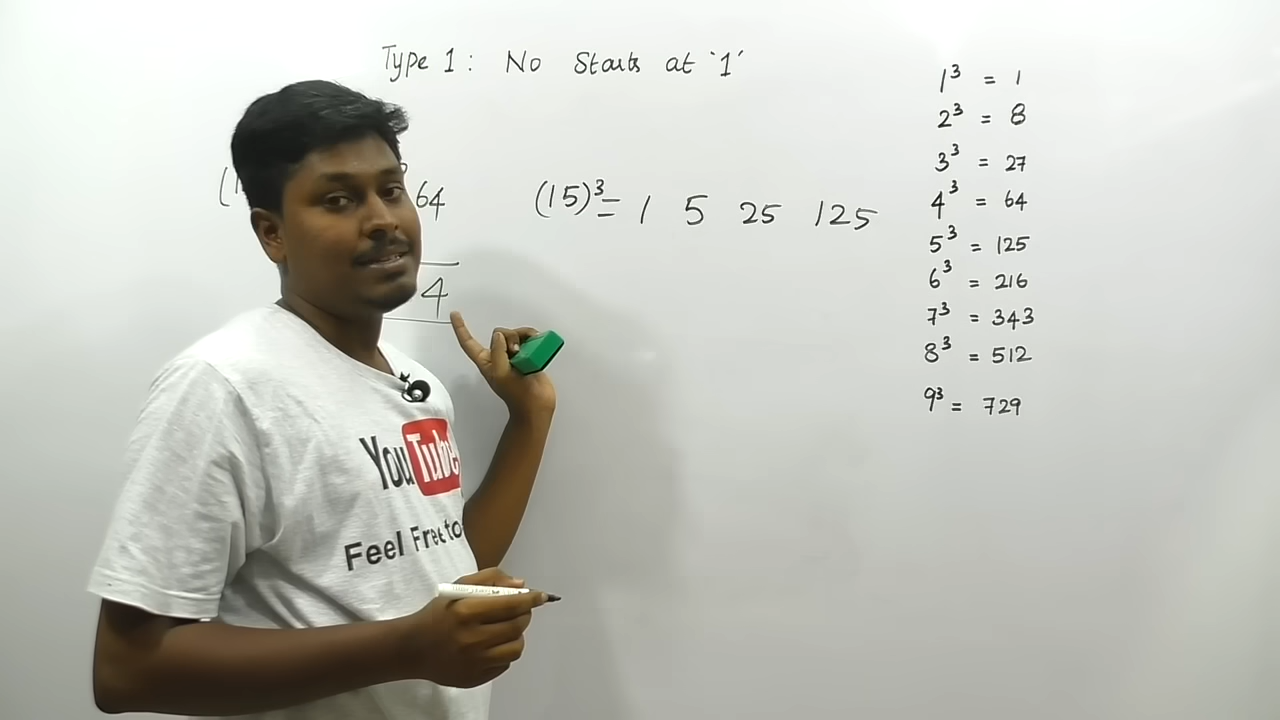 Type 1 : No Starts at '1'
64
4
(15)³ = 1 5 25 125
1³ = 1
2³ = 8
3³ = 27
4³ = 64
5³ = 125
6³ = 216
7³ = 343
8³ = 512
9³ = 729
YouTube
Feel Free to